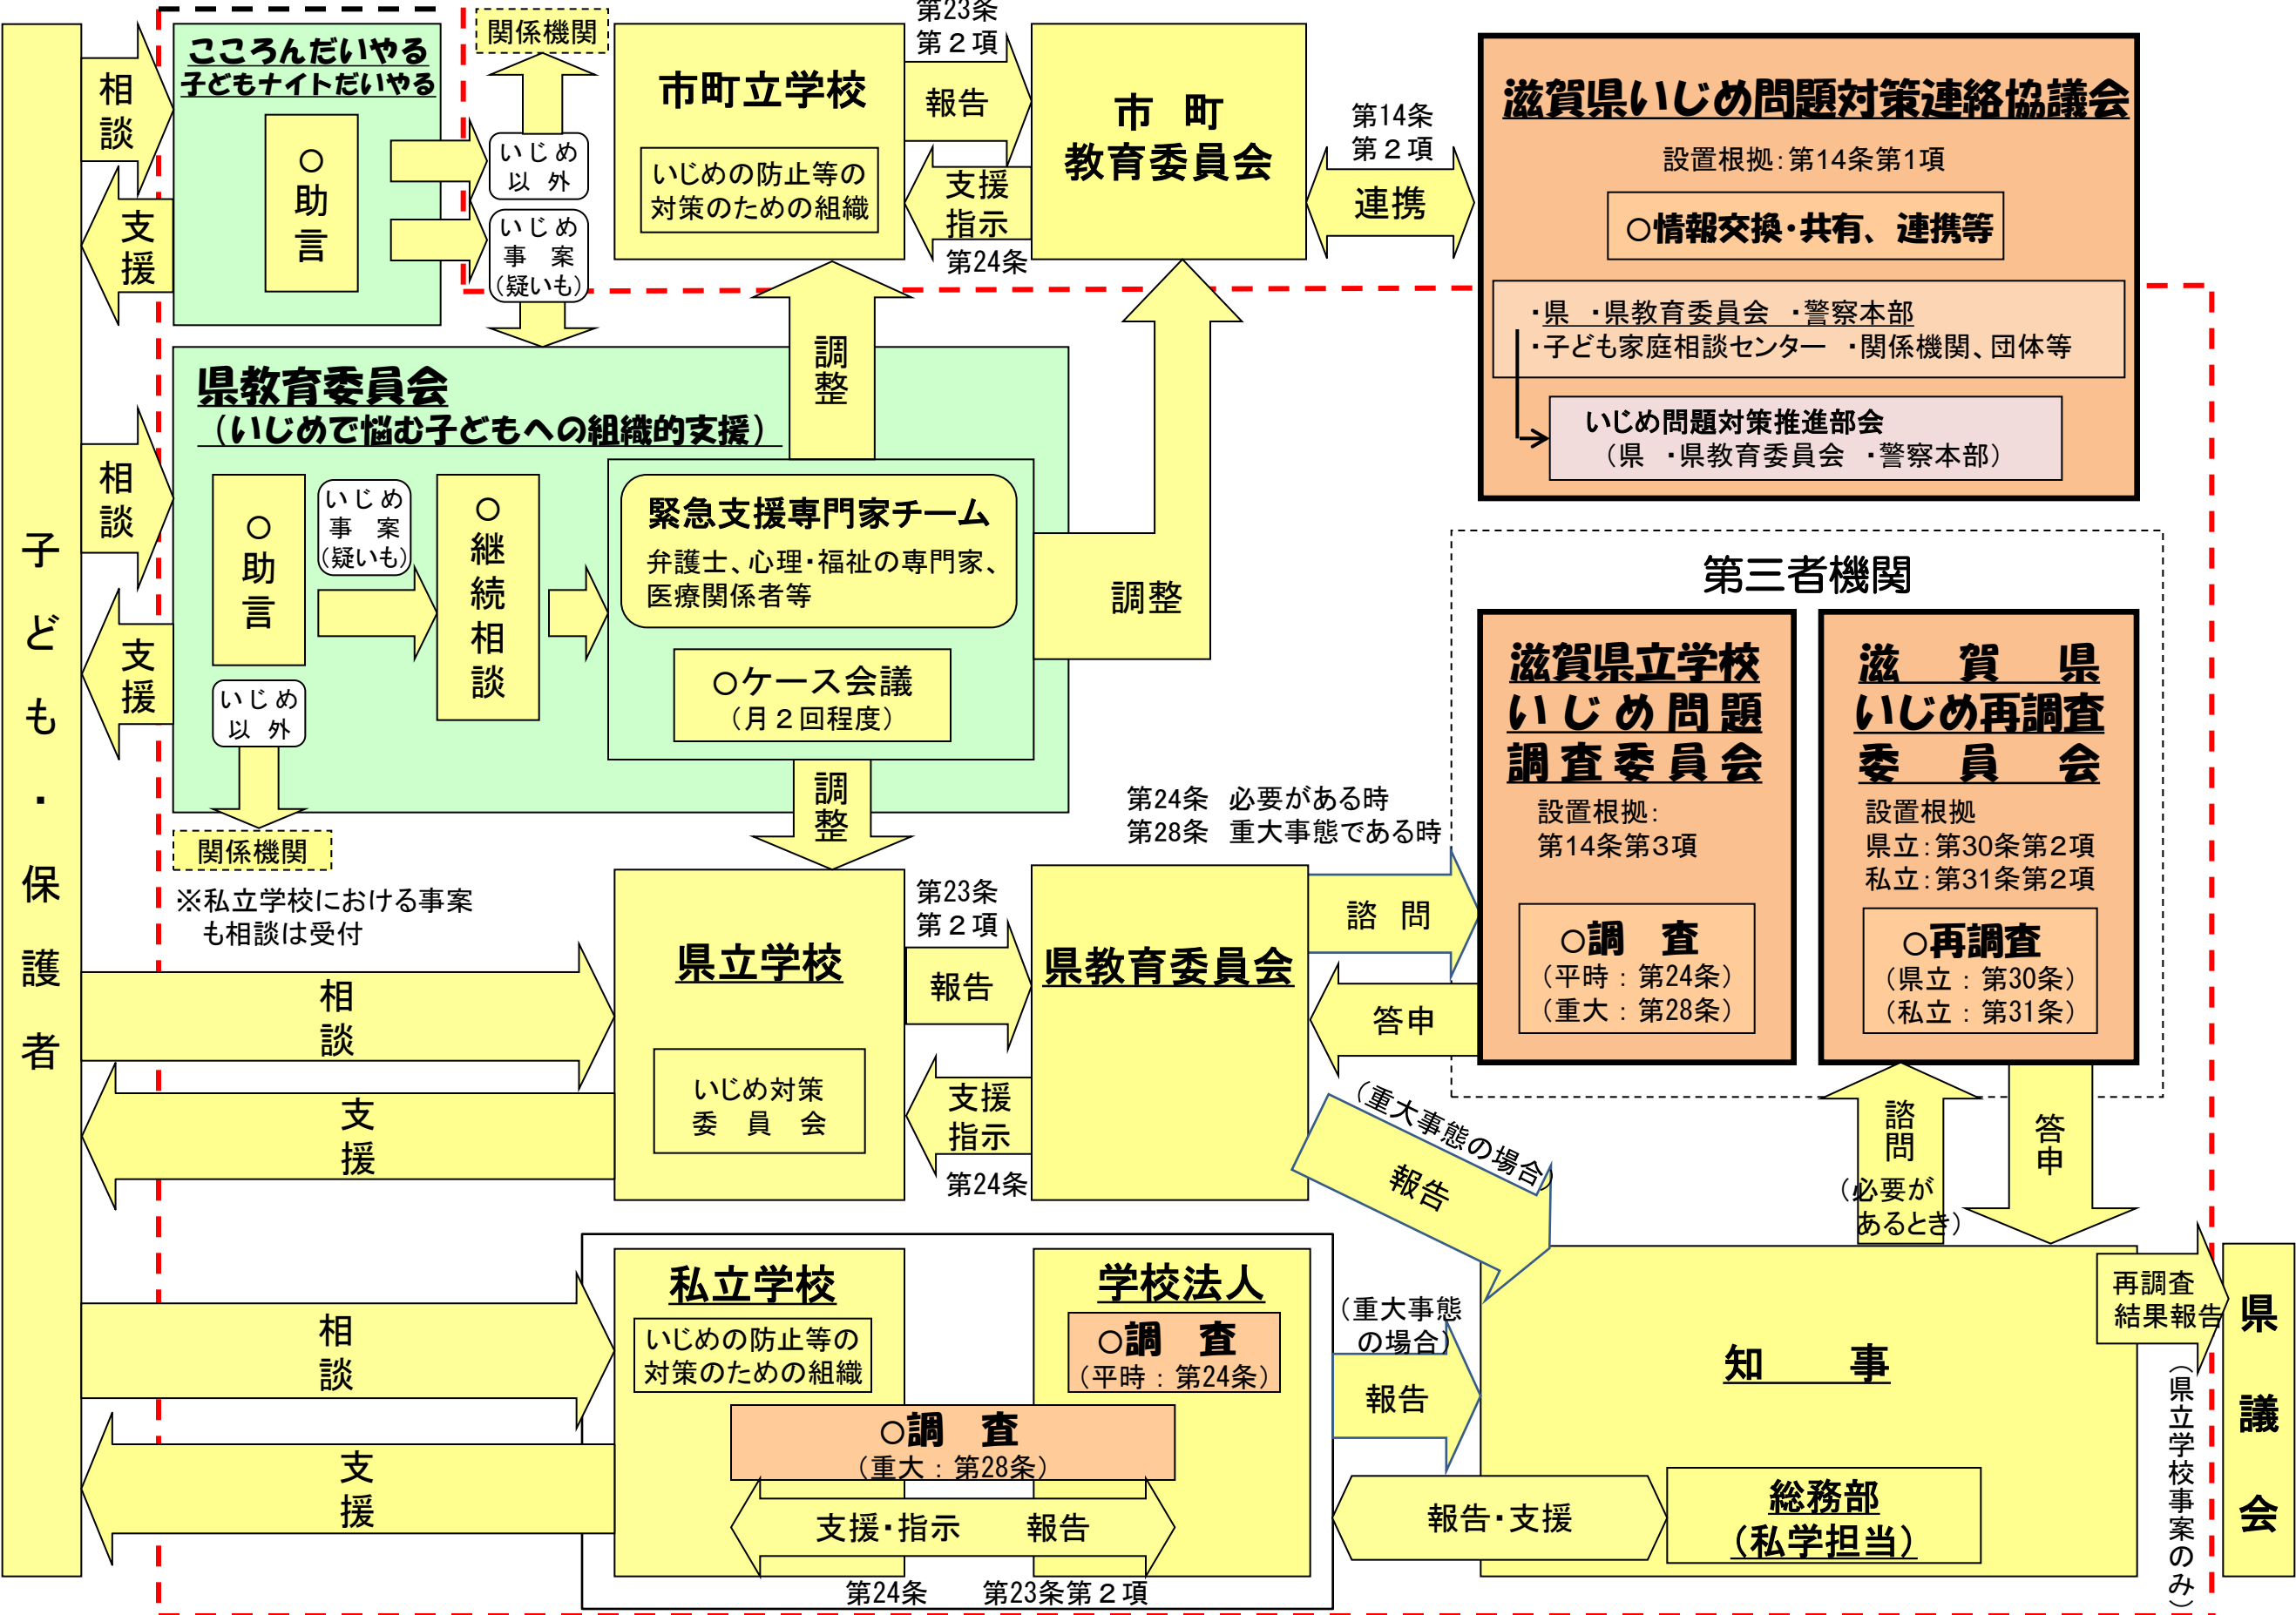 子ども・保護者
相談
支援
こころんだいやる
子どもナイトだいやる
○助言
関係機関
いじめ
以　外
いじめ
事　案
(疑いも)
市町立学校
いじめの防止等の
対策のための組織
第23条
第２項
報告
支援
指示
第24条
市　町
教育委員会
第14条
第２項
連携
滋賀県いじめ問題対策連絡協議会
設置根拠：第14条第1項
○情報交換・共有、連携等
・県　・県教育委員会　・警察本部
・子ども家庭相談センター　・関係機関、団体等
いじめ問題対策推進部会
（県　・県教育委員会　・警察本部）
相談
支援
県教育委員会
（いじめで悩む子どもへの組織的支援）
○助言
いじめ
事　案
(疑いも)
○継続相談
いじめ
以　外
関係機関
緊急支援専門家チーム
弁護士、心理・福祉の専門家、
医療関係者等
○ケース会議
（月２回程度）
調整
調整
調整
※私立学校における事案
も相談は受付
第三者機関
滋賀県立学校
いじめ問題
調査委員会
設置根拠：
第14条第３項
○調　査
（平時：第24条）
（重大：第28条）
滋賀県
いじめ再調査
委員会
設置根拠
県立：第30条第２項
私立：第31条第２項
○再調査
（県立：第30条）
（私立：第31条）
第24条　必要がある時
第28条　重大事態である時
諮　問
答申
相談
支援
県立学校
いじめ対策
委　員　会
第23条
第２項
報告
支援
指示
第24条
県教育委員会
（重大事態の場合）
報告
諮問
（必要が
あるとき）
答申
相談
支援
私立学校
いじめの防止等の
対策のための組織
学校法人
○調　査
（平時：第24条）
○調　査
（重大：第28条）
支援・指示　　報告
第24条　　第23条第２項
（重大事態
の場合）
報告
報告・支援
知　事
総務部
（私学担当）
再調査
結果報告
（県立学校事案のみ）
県議会